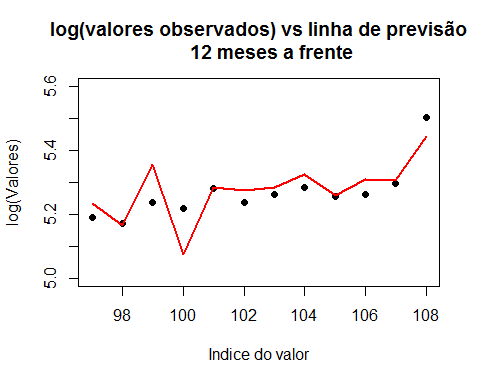 log(valores observados) vs linha de previsão
12 meses a frente
log(Valores)
5.6
5.4
5.2
5.0
98 100 102 104 106 108
Indice do valor